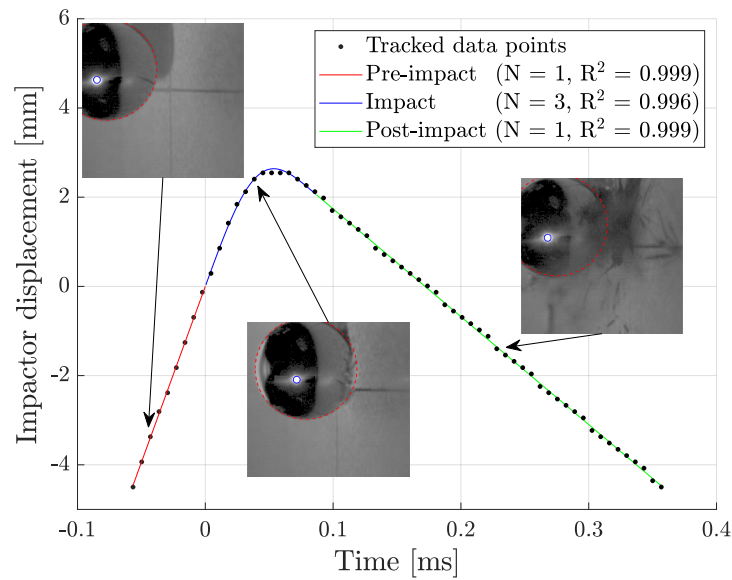 Tracked data points
Pre-impact (N = 1, R² = 0.999)
Impact (N = 3, R² = 0.996)
Post-impact (N = 1, R² = 0.999)
6
4
2
0
-2
-4
Impactor displacement [mm]
-0.1 0 0.1 0.2 0.3 0.4
Time [ms]